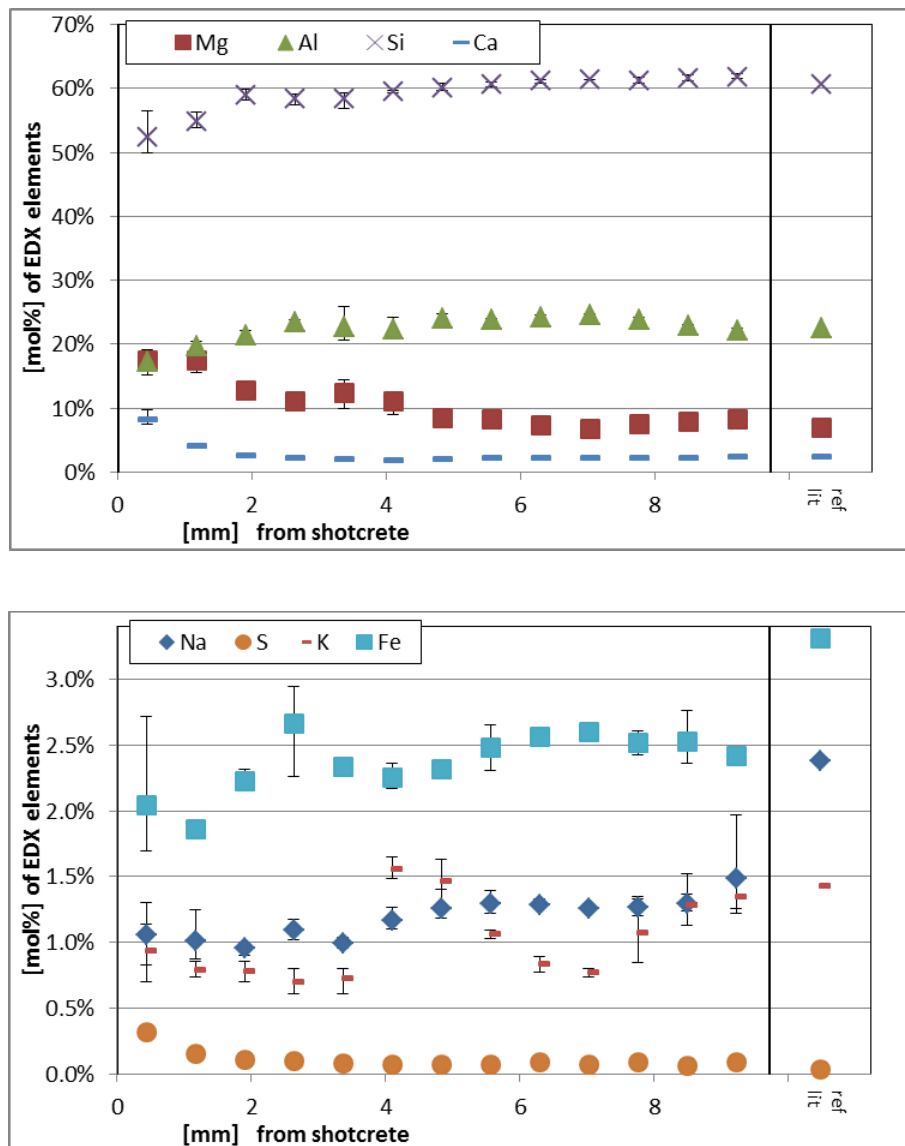 70%
Mg Al Si Ca
60%
50%
40%
30%
20%
10%
0%
[mol%] of EDX elements
0 2 4 6 8
ref
lit
[mm] from shotcrete
Na S K Fe
3.0%
2.5%
2.0%
1.5%
1.0%
0.5%
0.0%
[mol%] of EDX elements
0 2 4 6 8
ref
lit
[mm] from shotcrete